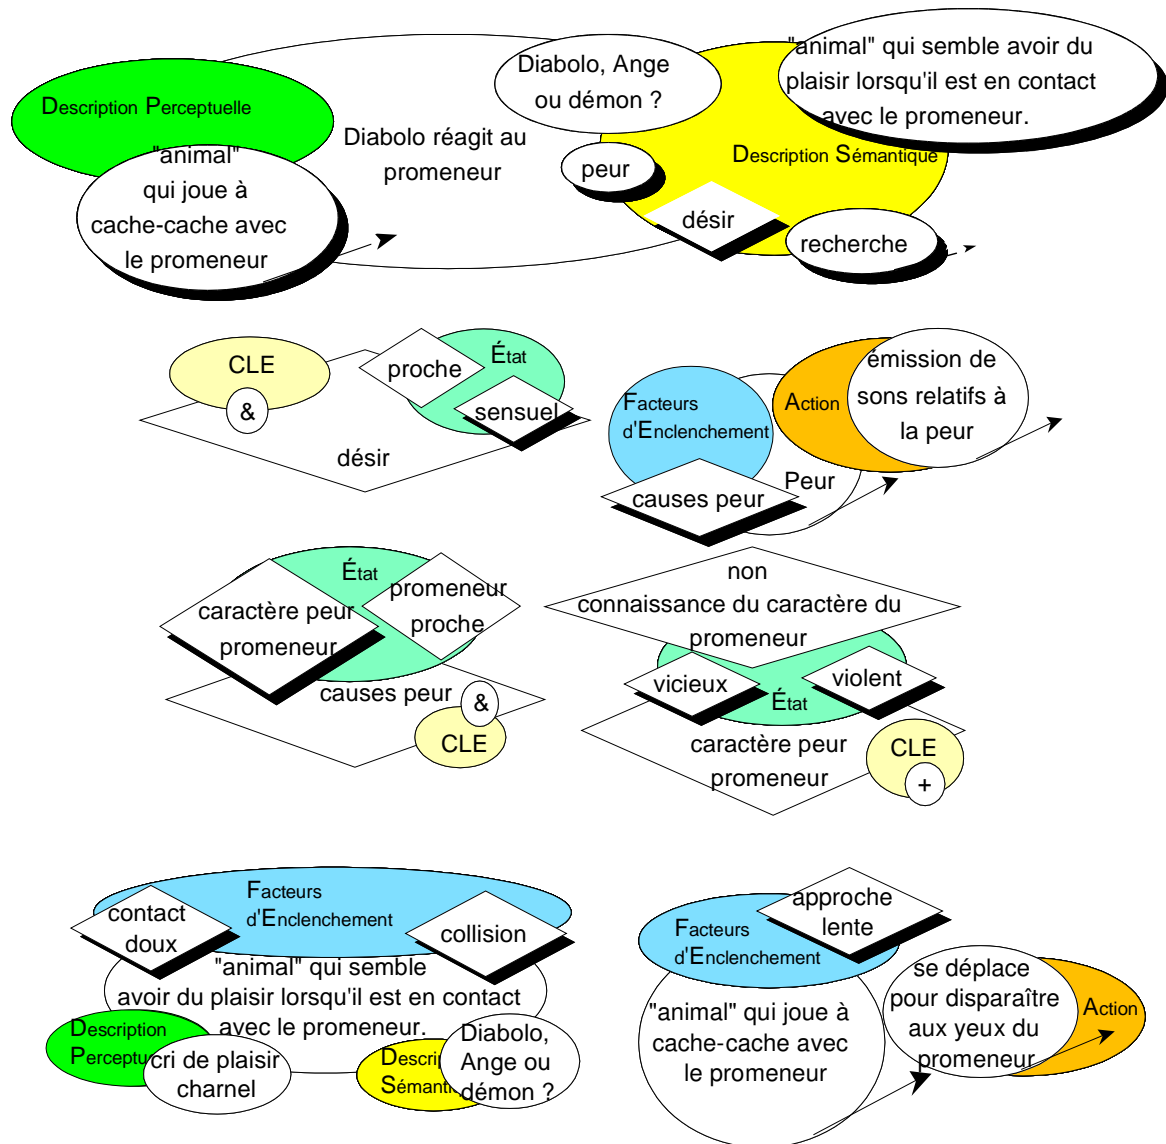 Description Perceptuelle
"animal"
qui joue à
cache-cache avec
le promeneur
Diabolo réagit au
promeneur
Diabolo, Ange
ou démon ?
peur
désir
recherche
Description Sémantique
"animal" qui semble avoir du
plaisir lorsqu'il est en contact
avec le promeneur.
CLE
&
proche
État
sensuel
désir
Facteurs
d'Enclenchement
causes peur
Peur
Action
émission de
sons relatifs à
la peur
État
caractère peur
promeneur
promeneur
proche
causes peur
&
CLE
non
connaissance du caractère du
promeneur
vicieux
violent
État
caractère peur
promeneur
CLE
+
Facteurs
d'Enclenchement
contact
doux
collision
"animal" qui semble
avoir du plaisir lorsqu'il est en contact
avec le promeneur.
Description
Perceptu
cri de plaisir
charnel
Descrip
Sémanti
Diabolo,
Ange ou
démon ?
approche
lente
Facteurs
d'Enclenchement
"animal" qui joue à
cache-cache avec
le promeneur
se déplace
pour disparaître
aux yeux du
promeneur
Action